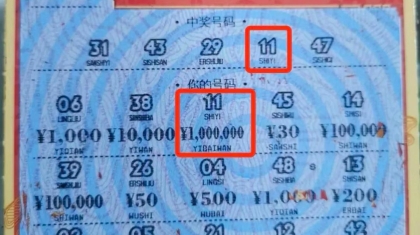 中奖号码
31 43 29 11 47
SANSHIYI SISHISAN ERSHIJIU SHIYI SISHIQI
你的号码
06 38 11 45 14
LINGLIU SANSHIBA SHIYI SISHIWU SHISI
¥1,000 ¥10,000 ¥1,000,000 ¥30 ¥100,000
YIQIAN YIWAN YIBAIWAN SANSHI SHIWAN
39 26 04 48 13
SANSHIJIU ERSHILIU LINGSI SISHIBA SHISAN
¥100,000 ¥50 ¥500 ¥1,000 ¥200
SHIWAN WUSHI WUBAI YIQIAN ERBAI